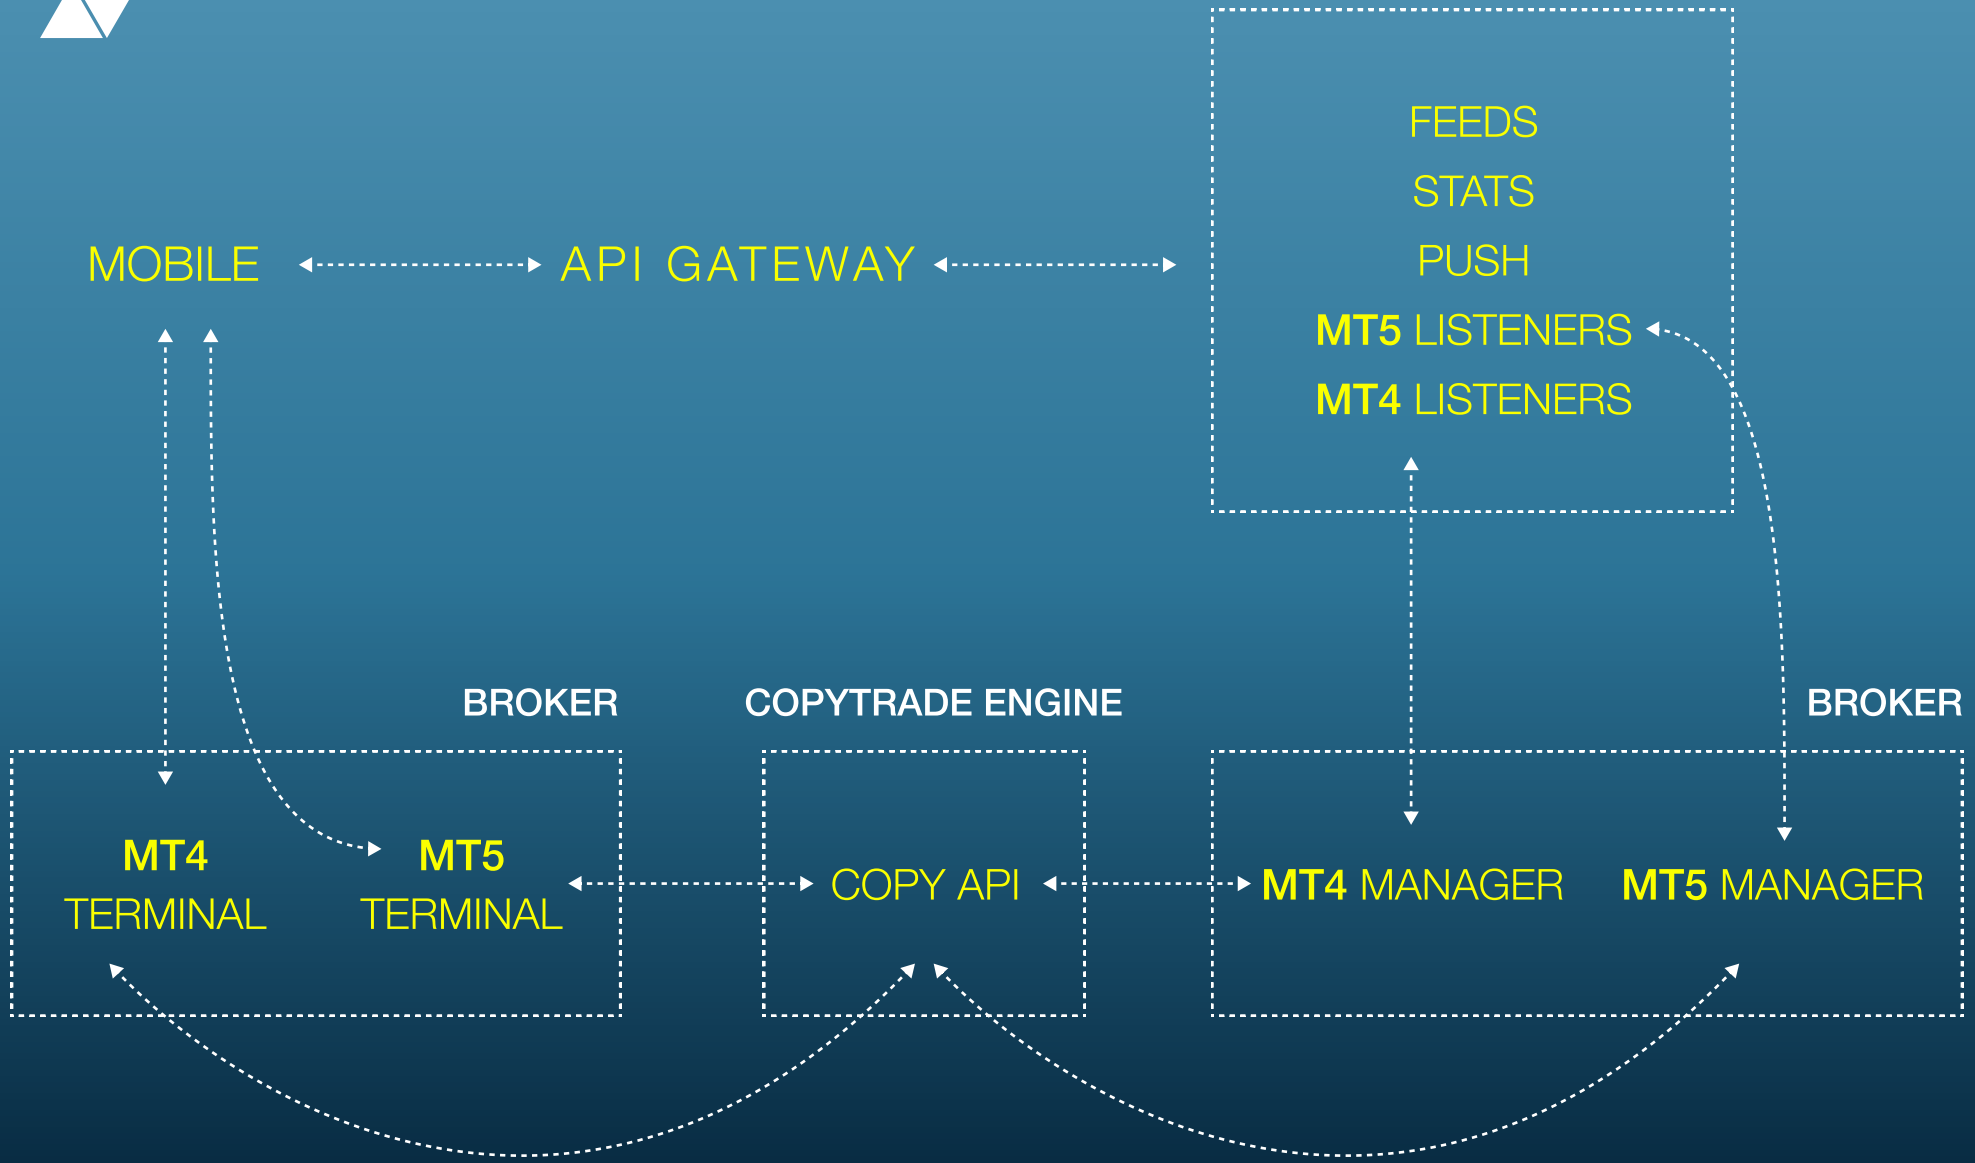 FEEDS
STATS
PUSH
MT5 LISTENERS
MT4 LISTENERS
MOBILE
API GATEWAY
BROKER
COPYTRADE ENGINE
BROKER
MT4
TERMINAL
MT5
TERMINAL
COPY API
MT4 MANAGER
MT5 MANAGER